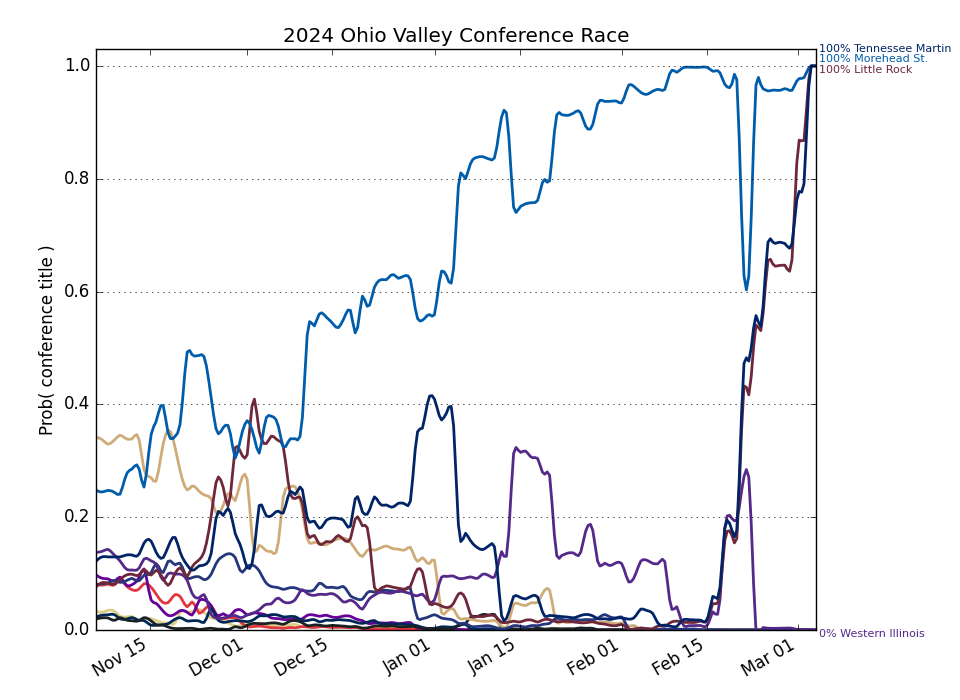 2024 Ohio Valley Conference Race
100% Tennessee Martin
100% Morehead St.
100% Little Rock
1.0
0.8
0.6
0.4
0.2
0.0
Prob( conference title )
0% Western Illinois
Nov 15
Dec 01
Dec 15
Jan 01
Jan 15
Feb 01
Feb 15
Mar 01